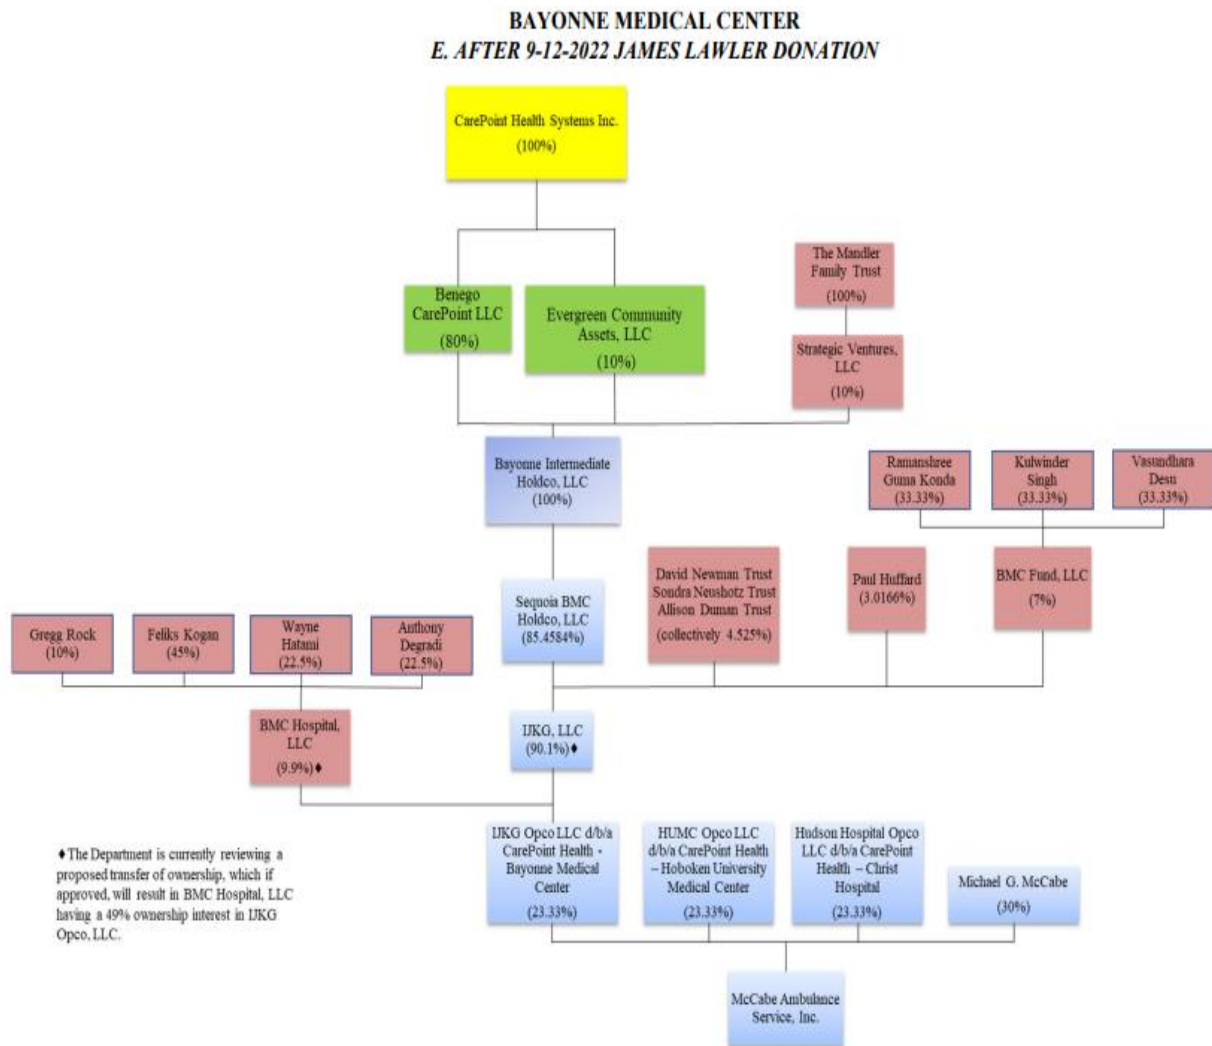 BAYONNE MEDICAL CENTER
E. AFTER 9-12-2022 JAMES LAWLER DONATION
CarePoint Health Systems Inc.
(100%)
The Mandler
Family Trust
(100%)
Benego
CarePoint LLC
(80%)
Evergreen Community
Assets, LLC
(10%)
Strategic Ventures,
LLC
(10%)
Bayonne Intermediate
Holdco, LLC
(100%)
Ramanshree
Guma Konda
(33.33%)
Kulwinder
Singh
(33.33%)
Vasundhara
Desu
(33.33%)
Sequoia BMC
Holdco, LLC
(85.4584%)
David Newman Trust
Sondra Neushotz Trust
Allison Duman Trust
(collectively 4.525%)
Paul Huffard
(3.0166%)
BMC Fund, LLC
(7%)
Gregg Rock
(10%)
Feliks Kogan
(45%)
Wayne
Hatami
(22.5%)
Anthony
Degradi
(22.5%)
BMC Hospital,
LLC
(9.9%)♦
IJKG, LLC
(90.1%)♦
♦The Department is currently reviewing a
proposed transfer of ownership, which if
approved, will result in BMC Hospital, LLC
having a 49% ownership interest in IJKG
Opco, LLC.
IJKG Opco LLC d/b/a
CarePoint Health -
Bayonne Medical
Center
(23.33%)
HUMC Opco LLC
d/b/a CarePoint Health
– Hoboken University
Medical Center
(23.33%)
Hudson Hospital Opco
LLC d/b/a CarePoint
Health – Christ
Hospital
(23.33%)
Michael G. McCabe
(30%)
McCabe Ambulance
Service, Inc.